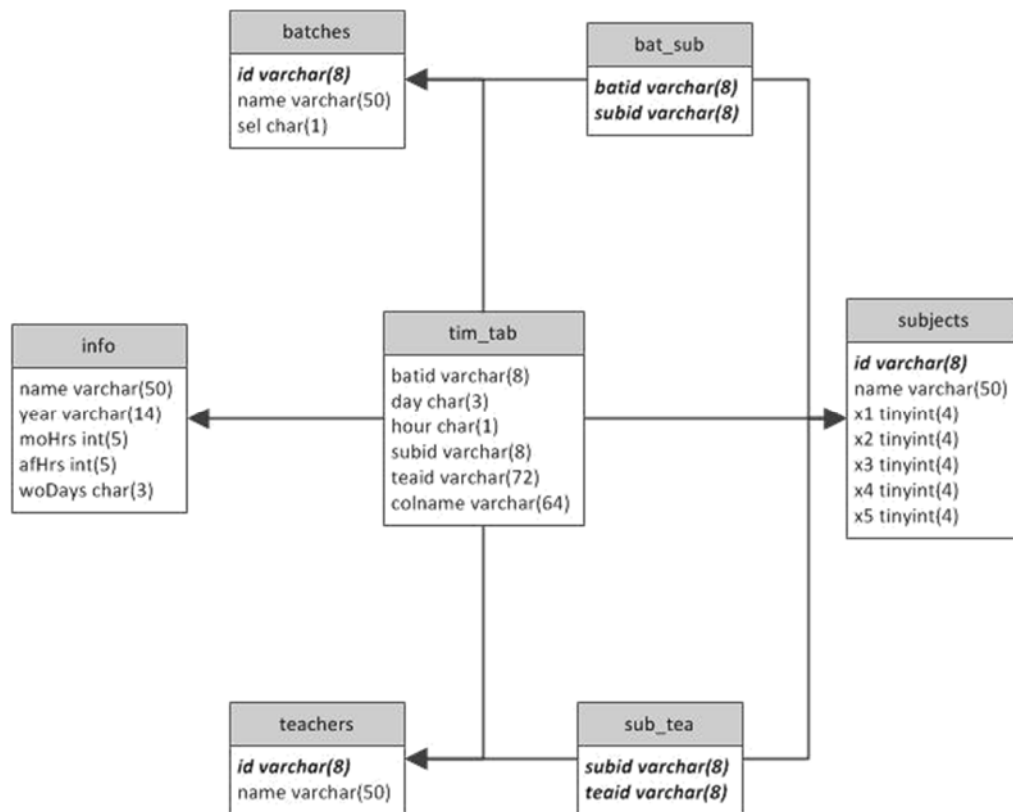 batches
id varchar(8)
name varchar(50)
sel char(1)
bat_sub
batid varchar(8)
subid varchar(8)
info
name varchar(50)
year varchar(14)
moHrs int(5)
afHrs int(5)
woDays char(3)
tim_tab
batid varchar(8)
day char(3)
hour char(1)
subid varchar(8)
teaid varchar(72)
colname varchar(64)
subjects
id varchar(8)
name varchar(50)
x1 tinyint(4)
x2 tinyint(4)
x3 tinyint(4)
x4 tinyint(4)
x5 tinyint(4)
teachers
id varchar(8)
name varchar(50)
sub_tea
subid varchar(8)
teaid varchar(8)